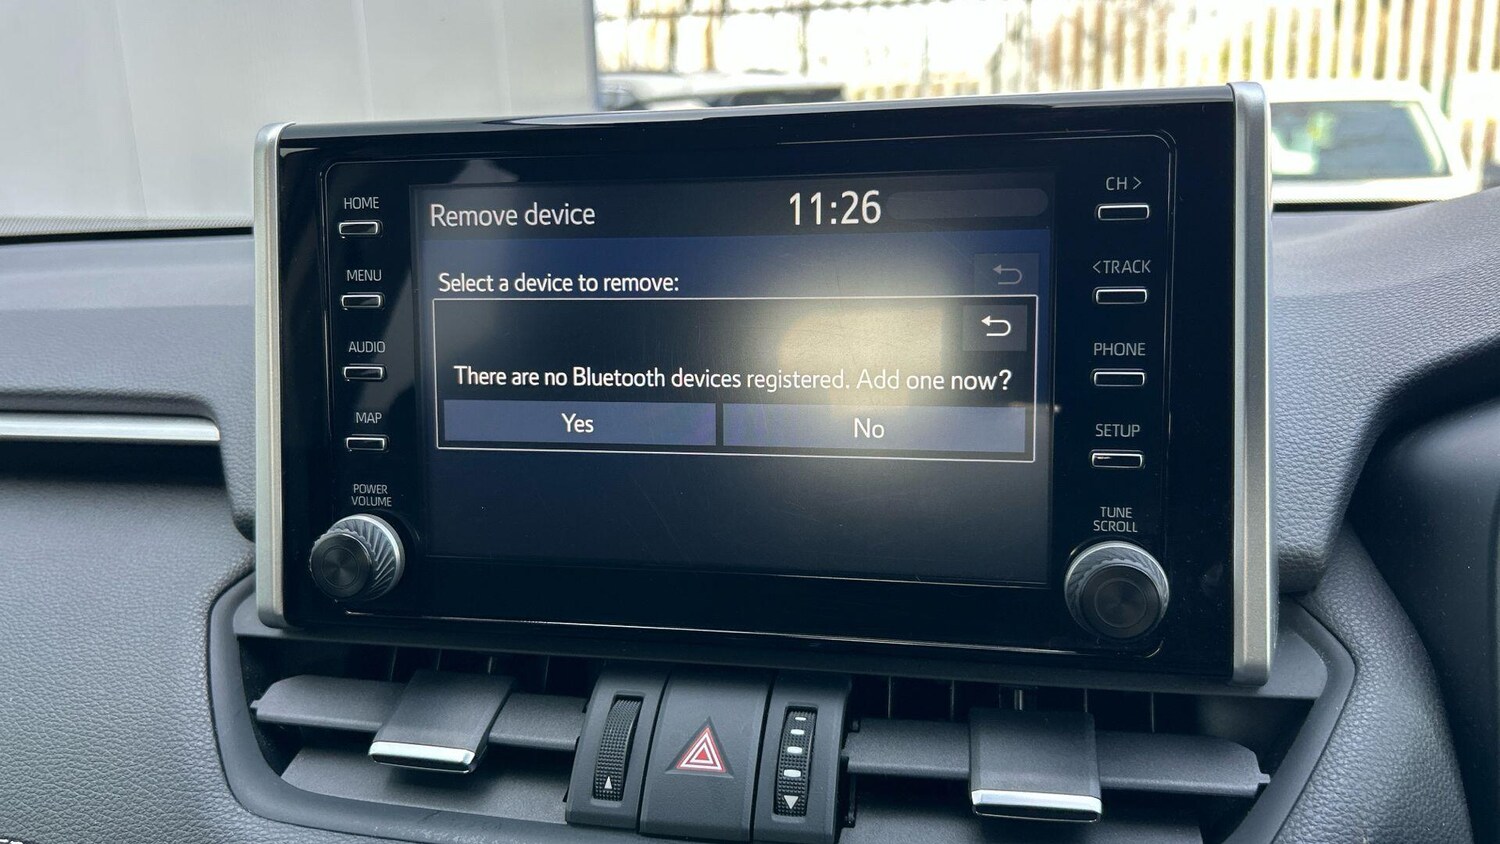 HOME
MENU
AUDIO
MAP
POWER
VOLUME
Remove device
11:26
Select a device to remove:
There are no Bluetooth devices registered. Add one now?
Yes
No
CH >
< TRACK
PHONE
SETUP
TUNE
SCROLL